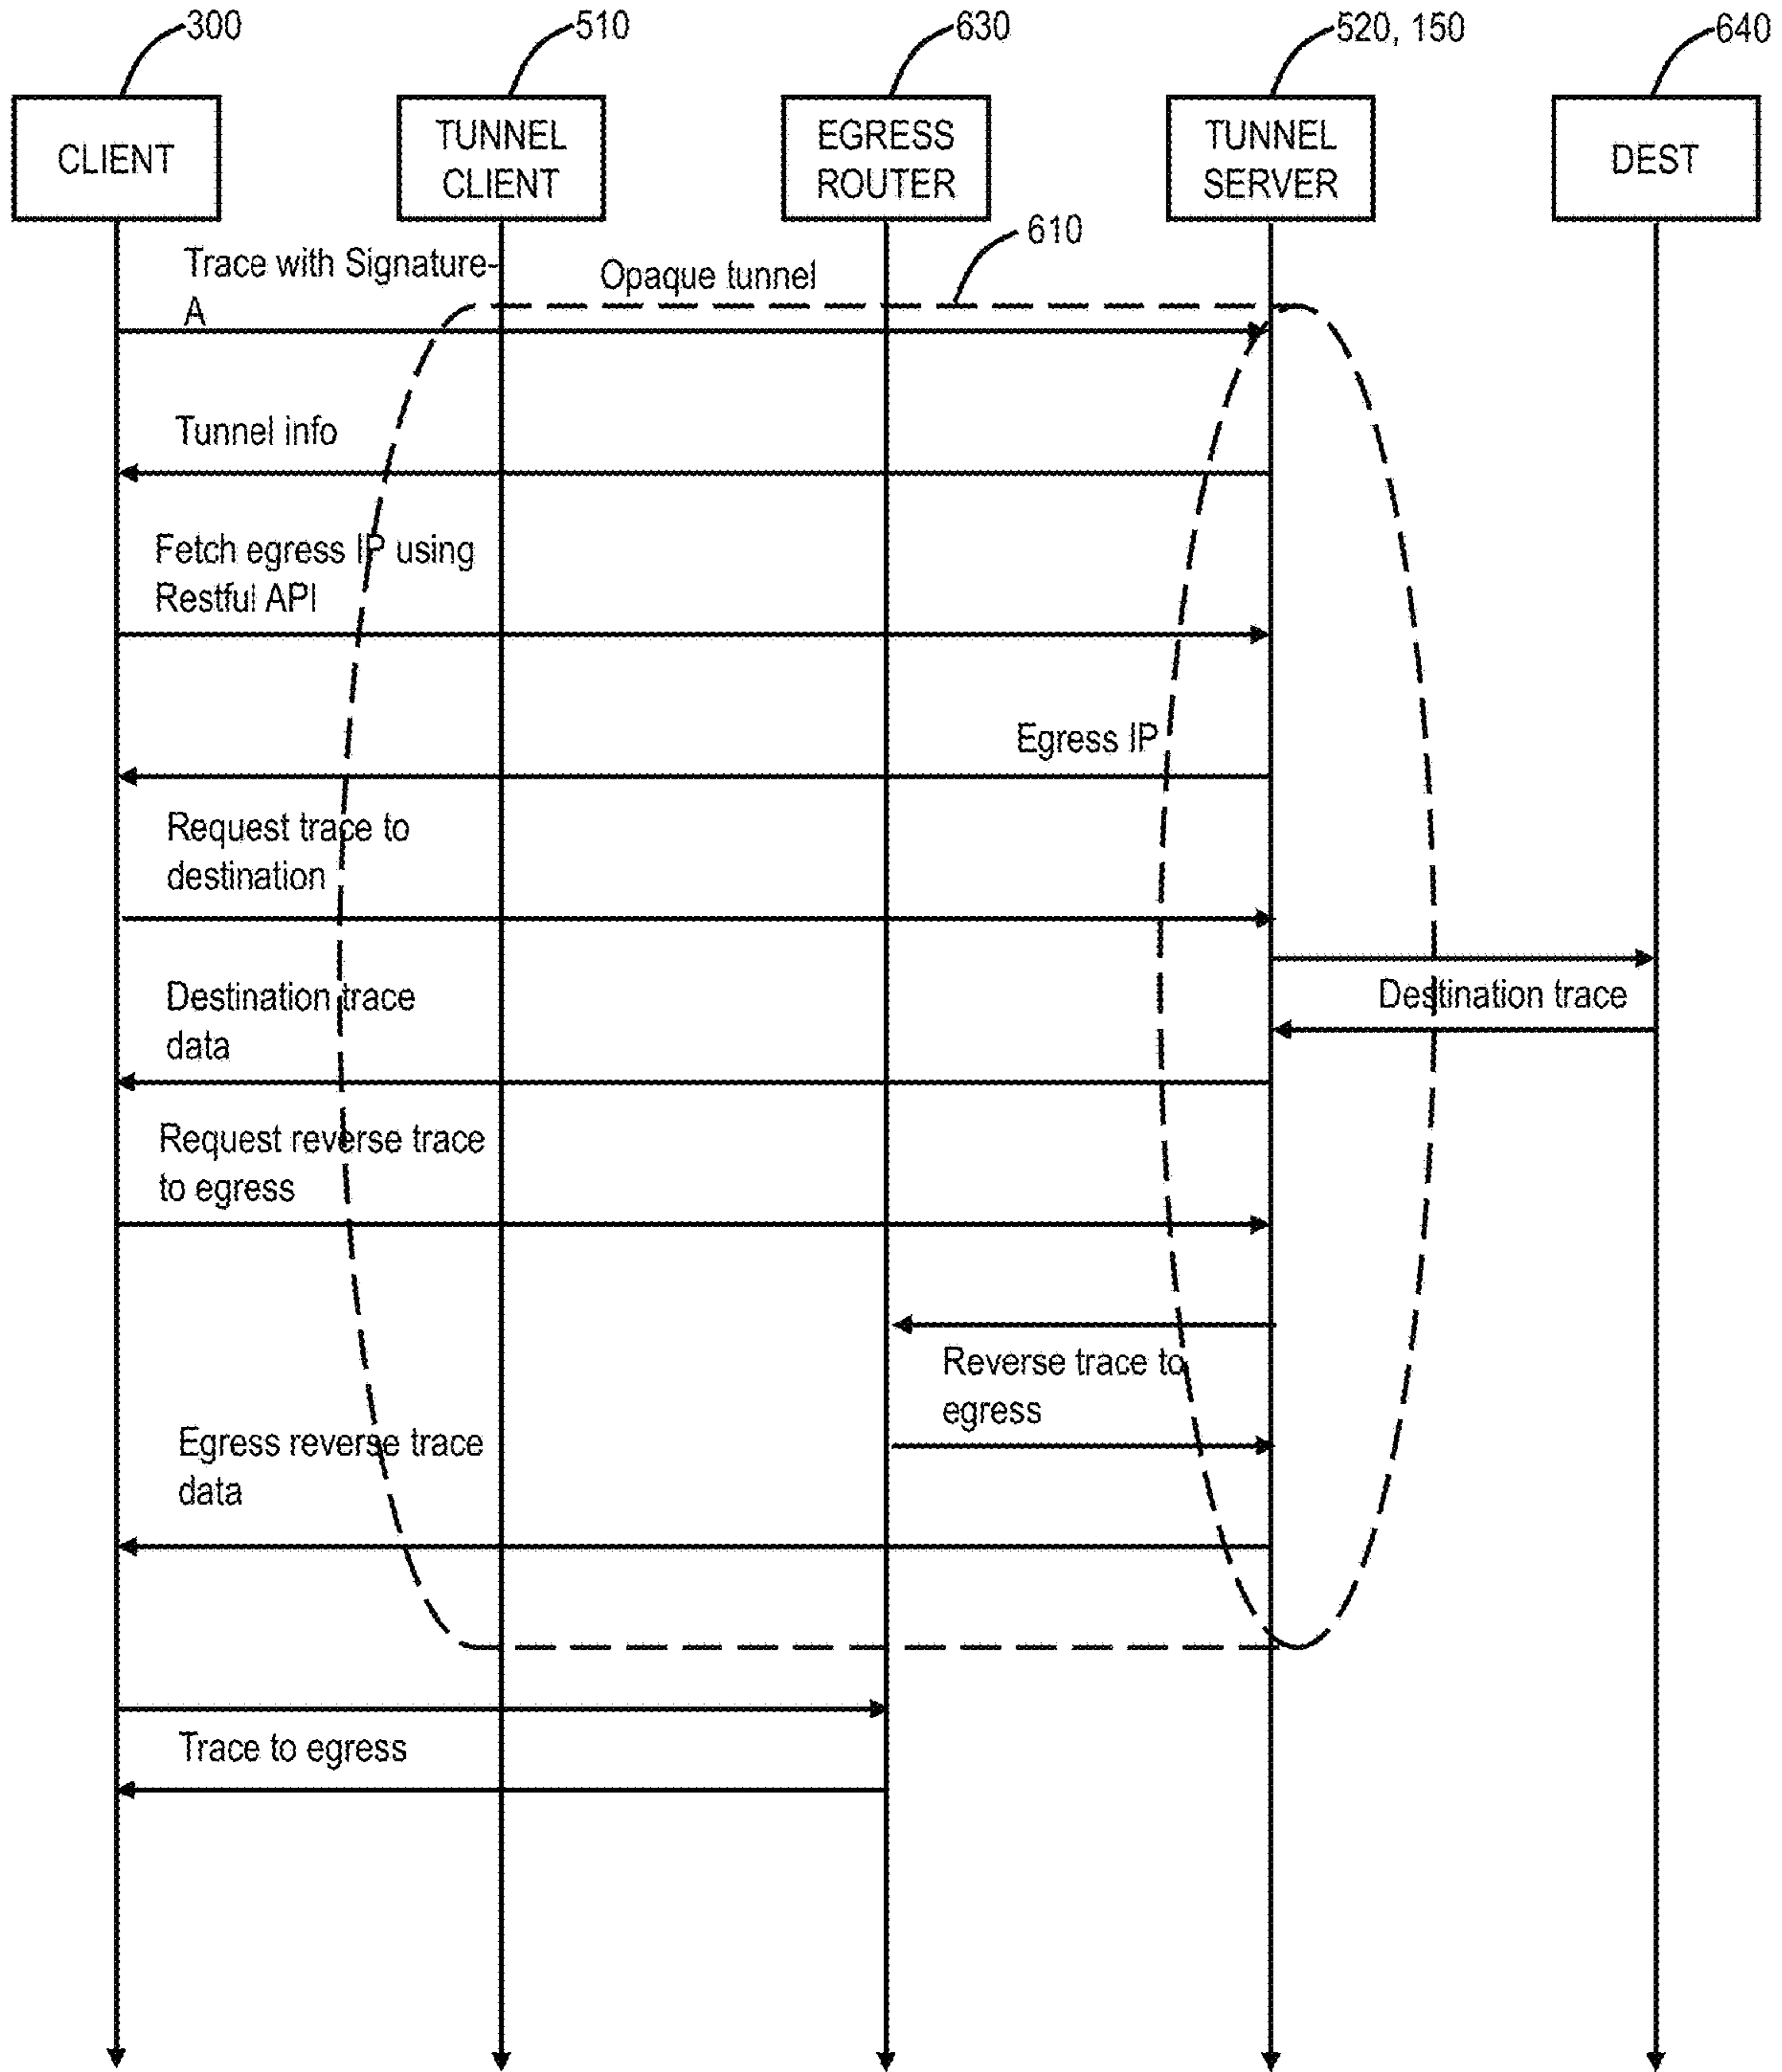 300
510
630
520, 150
640
CLIENT
TUNNEL
CLIENT
EGRESS
ROUTER
TUNNEL
SERVER
DEST
610
Trace with Signature-
A
Opaque tunnel
Tunnel info
Fetch egress IP using
Restful API
Egress IP
Request trace to
destination
Destination trace
Destination trace
data
Request reverse trace
to egress
Reverse trace to
egress
Egress reverse trace
data
Trace to egress